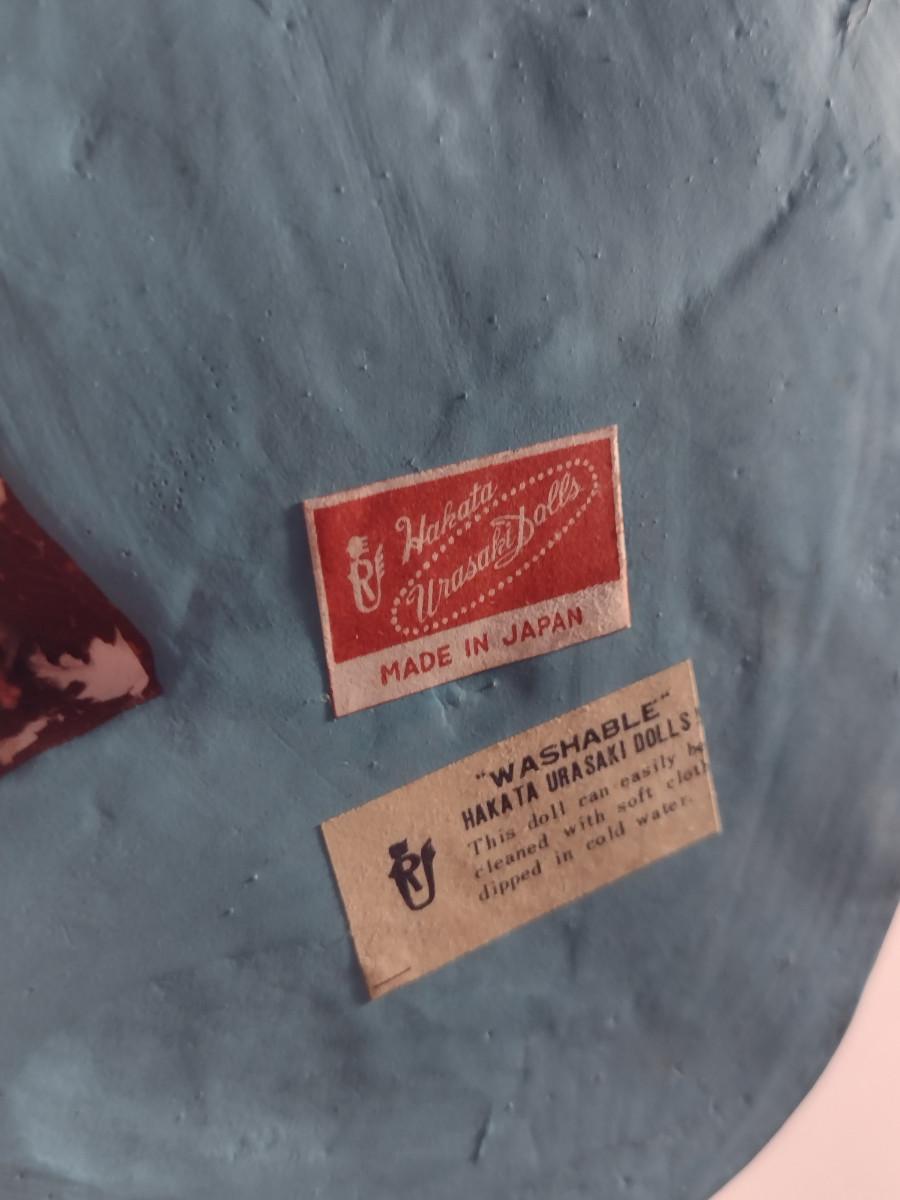 Hakata
Urasaki Dolls
MADE IN JAPAN
"WASHABLE"
HAKATA URASAKI DOLLS
This doll can easily be
cleaned with soft cloth
dipped in cold water.